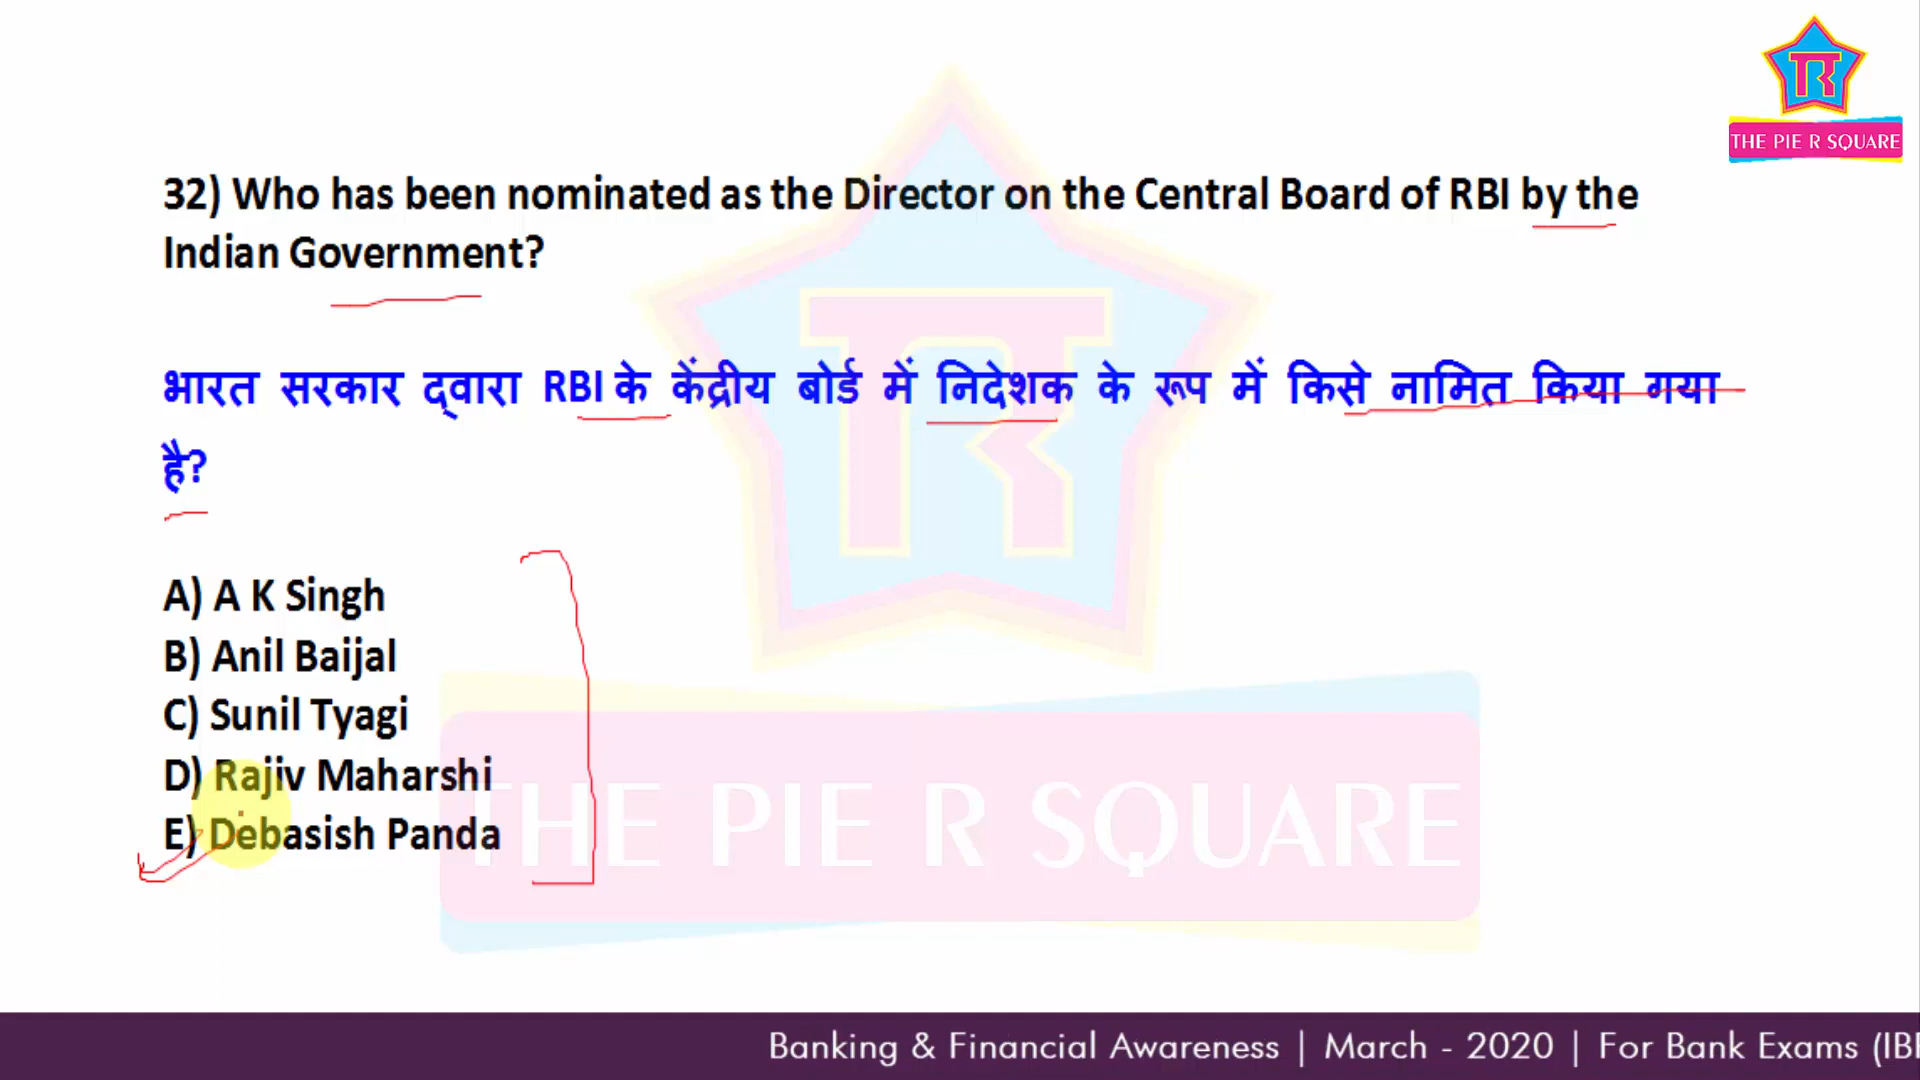 THE PIE R SQUARE
32) Who has been nominated as the Director on the Central Board of RBI by the
Indian Government?
भारत सरकार द्वारा RBI के केंद्रीय बोर्ड में निदेशक के रूप में किसे नामित किया गया
है?
A) A K Singh
B) Anil Baijal
C) Sunil Tyagi
D) Rajiv Maharshi
E) Debasish Panda
THE PIE R SQUARE
Banking & Financial Awareness | March - 2020 | For Bank Exams